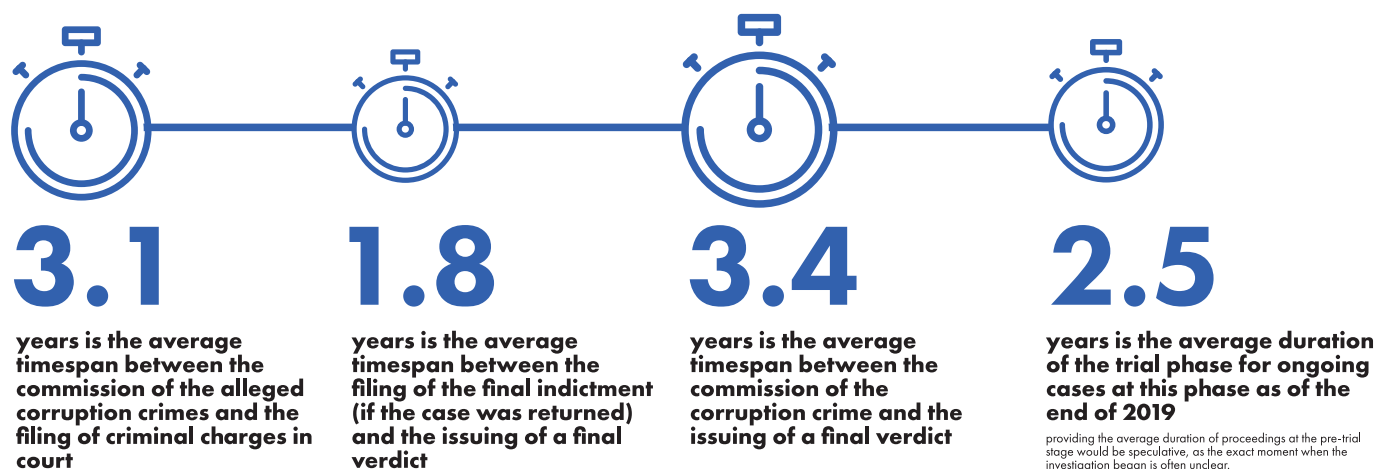 3.1
years is the average
timespan between the
commission of the alleged
corruption crimes and the
filing of criminal charges in
court
1.8
years is the average
timespan between the
filing of the final indictment
(if the case was returned)
and the issuing of a final
verdict
3.4
years is the average
timespan between the
commission of the
corruption crime and the
issuing of a final verdict
2.5
years is the average duration
of the trial phase for ongoing
cases at this phase as of the
end of 2019
providing the average duration of proceedings at the pre-trial
stage would be speculative, as the exact moment when the
investigation began is often unclear.